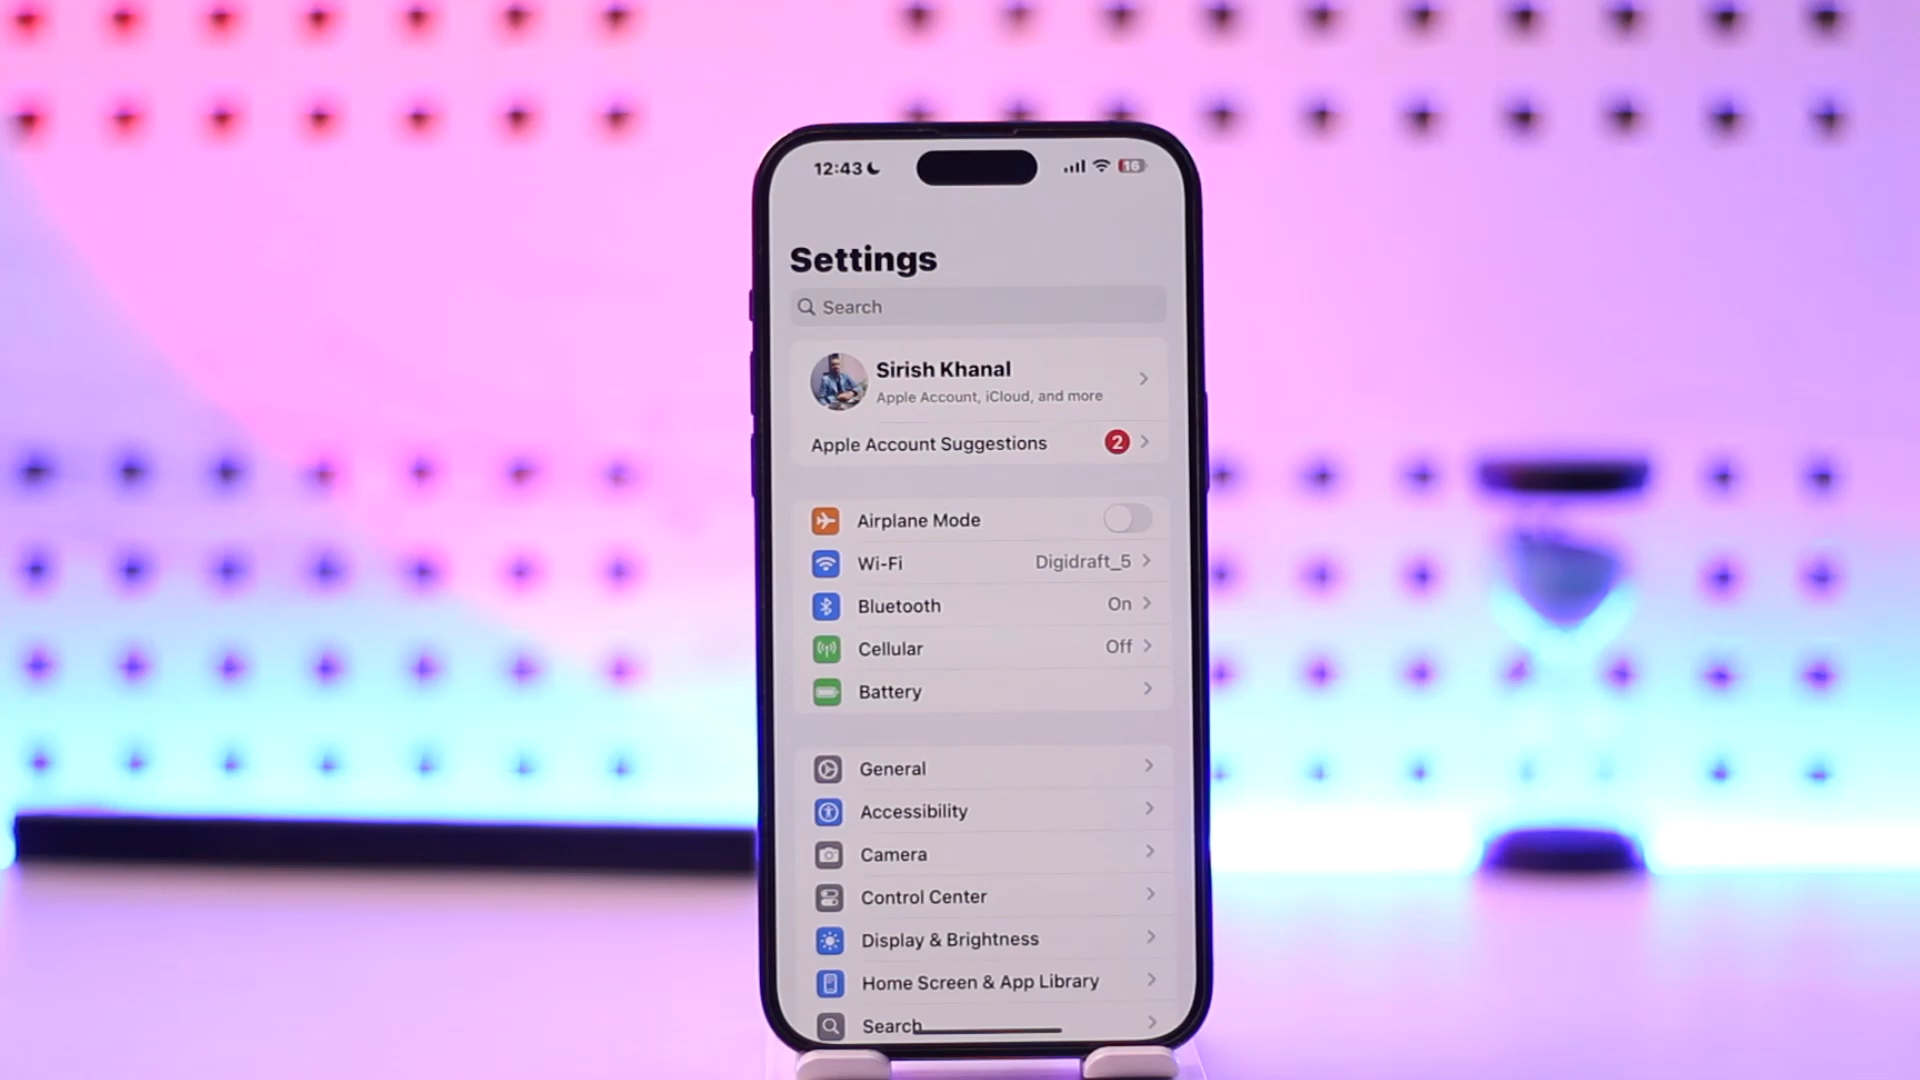 12:43
16
Settings
Search
Sirish Khanal
Apple Account, iCloud, and more
Apple Account Suggestions 2
Airplane Mode
Wi-Fi Digidraft_5
Bluetooth On
Cellular Off
Battery
General
Accessibility
Camera
Control Center
Display & Brightness
Home Screen & App Library
Search